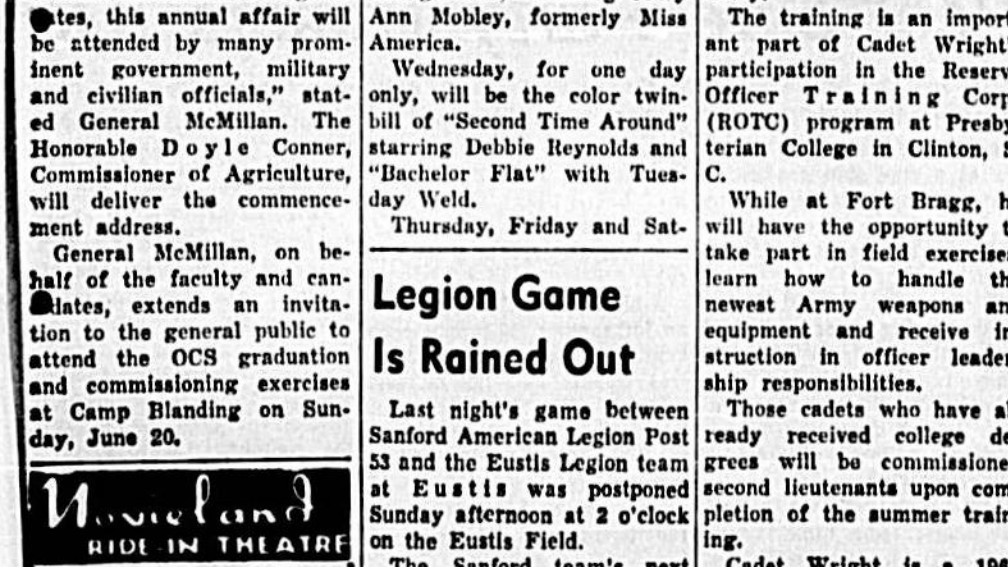 ates, this annual affair will
be attended by many prom-
inent government, military
and civilian officials," stat-
ed General McMillan. The
Honorable Doyle Conner,
Commissioner of Agriculture,
will deliver the commence-
ment address.
General McMillan, on be-
half of the faculty and can-
didates, extends an invita-
tion to the general public to
attend the OCS graduation
and commissioning exercises
at Camp Blanding on Sun-
day, June 20.
Movieland
RIDE-IN THEATRE
Ann Mobley, formerly Miss
America.
Wednesday, for one day
only, will be the color twin-
bill of "Second Time Around"
starring Debbie Reynolds and
"Bachelor Flat" with Tues-
day Weld.
Thursday, Friday and Sat-
Legion Game
Is Rained Out
Last night's game between
Sanford American Legion Post
53 and the Eustis Legion team
at Eustis was postponed
Sunday afternoon at 2 o'clock
on the Eustis Field.
The Sanford team's next
The training is an impor
ant part of Cadet Wright'
participation in the Reserv
Officer Training Corp
(ROTC) program at Presby
terian College in Clinton, S
C.
While at Fort Bragg, h
will have the opportunity t
take part in field exercise
learn how to handle th
newest Army weapons an
equipment and receive in
struction in officer leader
ship responsibilities.
Those cadets who have al
ready received college de
grees will be commissione
second lieutenants upon com
pletion of the summer train
ing.
Cadet Wright is a 196